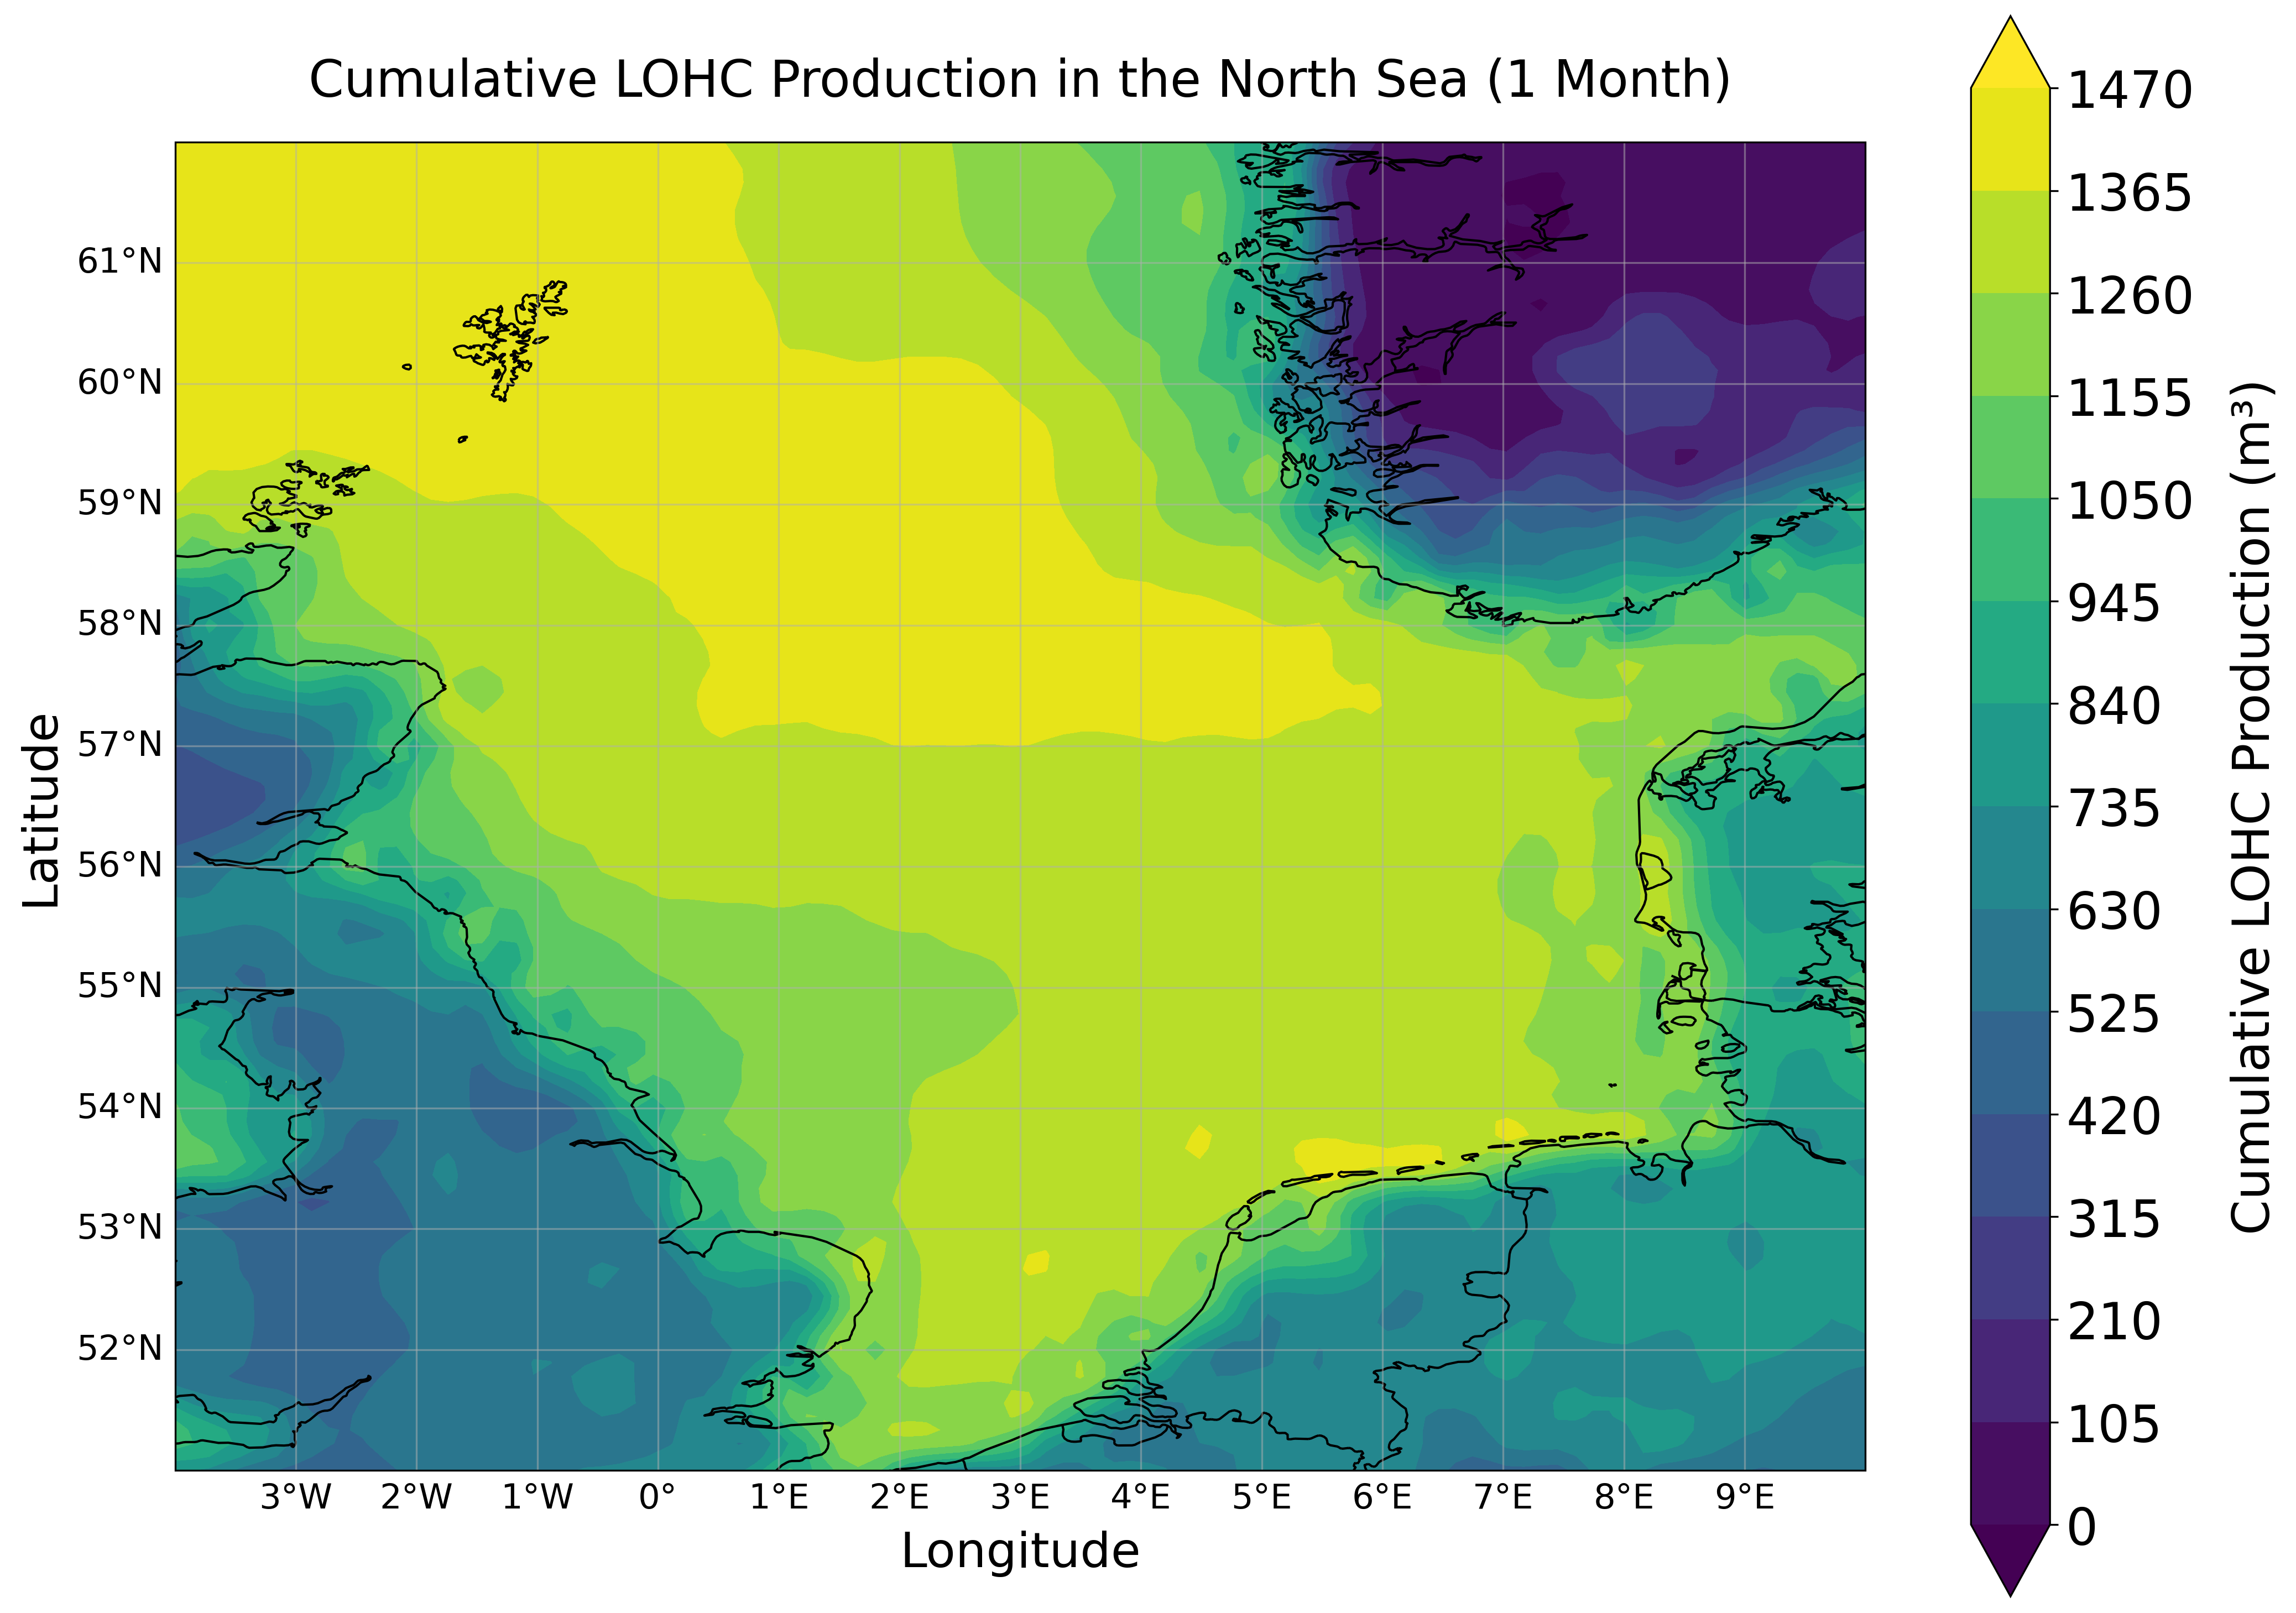 Cumulative LOHC Production in the North Sea (1 Month)
61°N
60°N
59°N
58°N
57°N
56°N
55°N
54°N
53°N
52°N
Latitude
3°W 2°W 1°W 0° 1°E 2°E 3°E 4°E 5°E 6°E 7°E 8°E 9°E
Longitude
1470
1365
1260
1155
1050
945
840
735
630
525
420
315
210
105
0
Cumulative LOHC Production (m³)